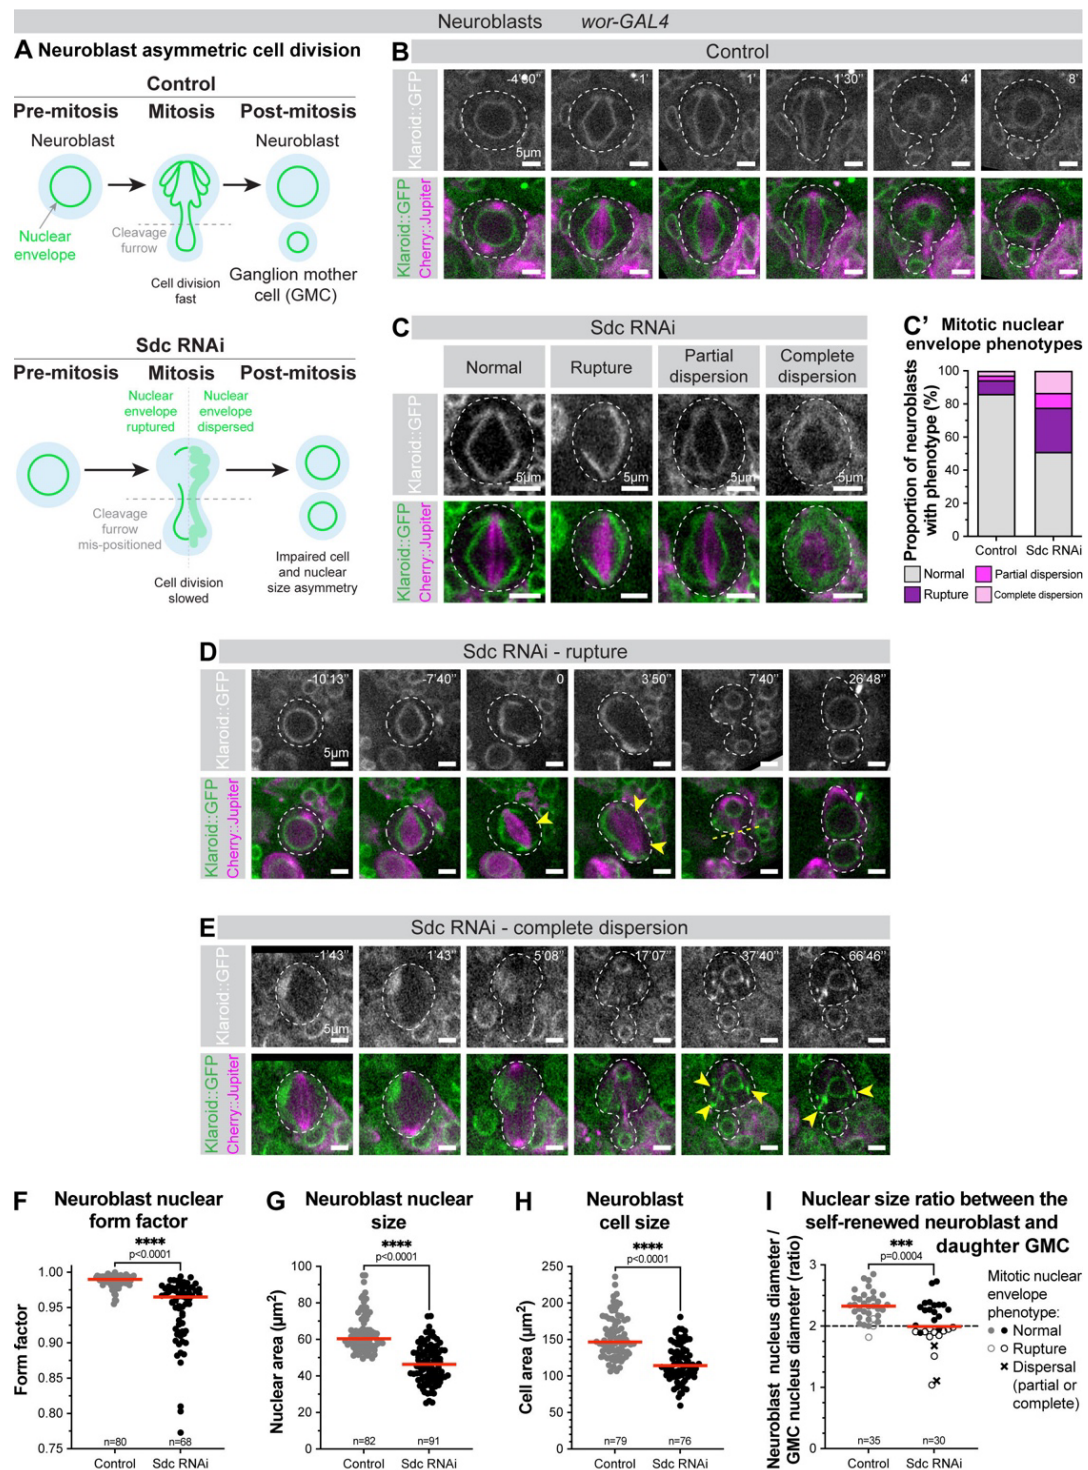 Neuroblasts wor-GAL4
A Neuroblast asymmetric cell division
Control
Pre-mitosis Mitosis Post-mitosis
Neuroblast Neuroblast
Nuclear
envelope
Cleavage
furrow
Cell division
fast
Ganglion mother
cell (GMC)
Sdc RNAi
Pre-mitosis Mitosis Post-mitosis
Nuclear
envelope
ruptured
Nuclear
envelope
dispersed
Cleavage
furrow
mis-positioned
Cell division
slowed
Impaired cell
and nuclear
size asymmetry
B Control
Klaroid::GFP
-4'00" -1' 1' 1'30" 4' 8'
5µm
Klaroid::GFP
Cherry::Jupiter
C Sdc RNAi
Normal Rupture Partial dispersion Complete dispersion
Klaroid::GFP
5µm 5µm 5µm 5µm
Klaroid::GFP
Cherry::Jupiter
C' Mitotic nuclear
envelope phenotypes
Proportion of neuroblasts
with phenotype (%)
100
80
60
40
20
0
Control Sdc RNAi
Normal Partial dispersion
Rupture Complete dispersion
D Sdc RNAi - rupture
Klaroid::GFP
-10'13" -7'40" 0 3'50" 7'40" 26'48"
5µm
Klaroid::GFP
Cherry::Jupiter
E Sdc RNAi - complete dispersion
Klaroid::GFP
-1'43" 1'43" 5'08" 17'07" 37'40" 66'46"
5µm
Klaroid::GFP
Cherry::Jupiter
F Neuroblast nuclear
form factor
****
p<0.0001
Form factor
1.00
0.95
0.90
0.85
0.80
0.75
n=80 n=68
Control Sdc RNAi
G Neuroblast nuclear
size
****
p<0.0001
Nuclear area (µm²)
100
80
60
40
20
0
n=82 n=91
Control Sdc RNAi
H Neuroblast
cell size
****
p<0.0001
Cell area (µm²)
250
200
150
100
50
0
n=79 n=76
Control Sdc RNAi
I Nuclear size ratio between the
self-renewed neuroblast and
daughter GMC
***
p=0.0004
Neuroblast nucleus diameter /
GMC nucleus diameter (ratio)
3
2
1
0
n=35 n=30
Control Sdc RNAi
Mitotic nuclear
envelope
phenotype:
Normal
Rupture
Dispersal
(partial or
complete)